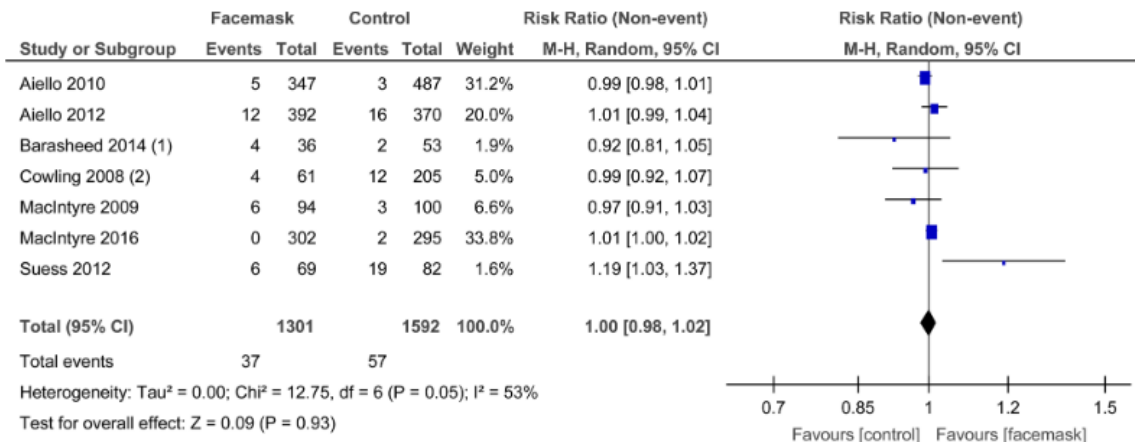 Facemask Control Risk Ratio (Non-event) Risk Ratio (Non-event)
Study or Subgroup Events Total Events Total Weight M-H, Random, 95% CI M-H, Random, 95% CI
Aiello 2010 5 347 3 487 31.2% 0.99 [0.98, 1.01]
Aiello 2012 12 392 16 370 20.0% 1.01 [0.99, 1.04]
Barasheed 2014 (1) 4 36 2 53 1.9% 0.92 [0.81, 1.05]
Cowling 2008 (2) 4 61 12 205 5.0% 0.99 [0.92, 1.07]
MacIntyre 2009 6 94 3 100 6.6% 0.97 [0.91, 1.03]
MacIntyre 2016 0 302 2 295 33.8% 1.01 [1.00, 1.02]
Suess 2012 6 69 19 82 1.6% 1.19 [1.03, 1.37]
Total (95% CI) 1301 1592 100.0% 1.00 [0.98, 1.02]
Total events 37 57
Heterogeneity: Tau² = 0.00; Chi² = 12.75, df = 6 (P = 0.05); I² = 53%
Test for overall effect: Z = 0.09 (P = 0.93)
0.7 0.85 1 1.2 1.5
Favours [control] Favours [facemask]